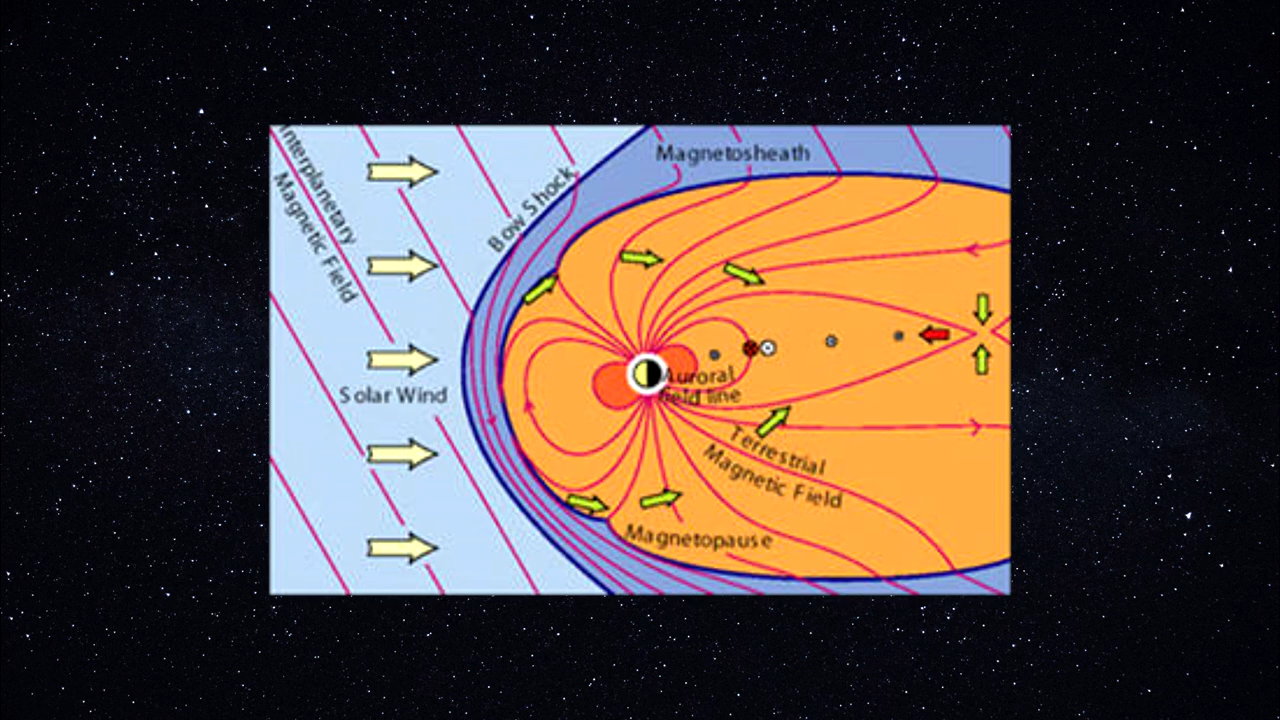 Interplanetary
Magnetic Field
Bow Shock
Magnetosheath
Solar Wind
Auroral
field line
Terrestrial
Magnetic Field
Magnetopause